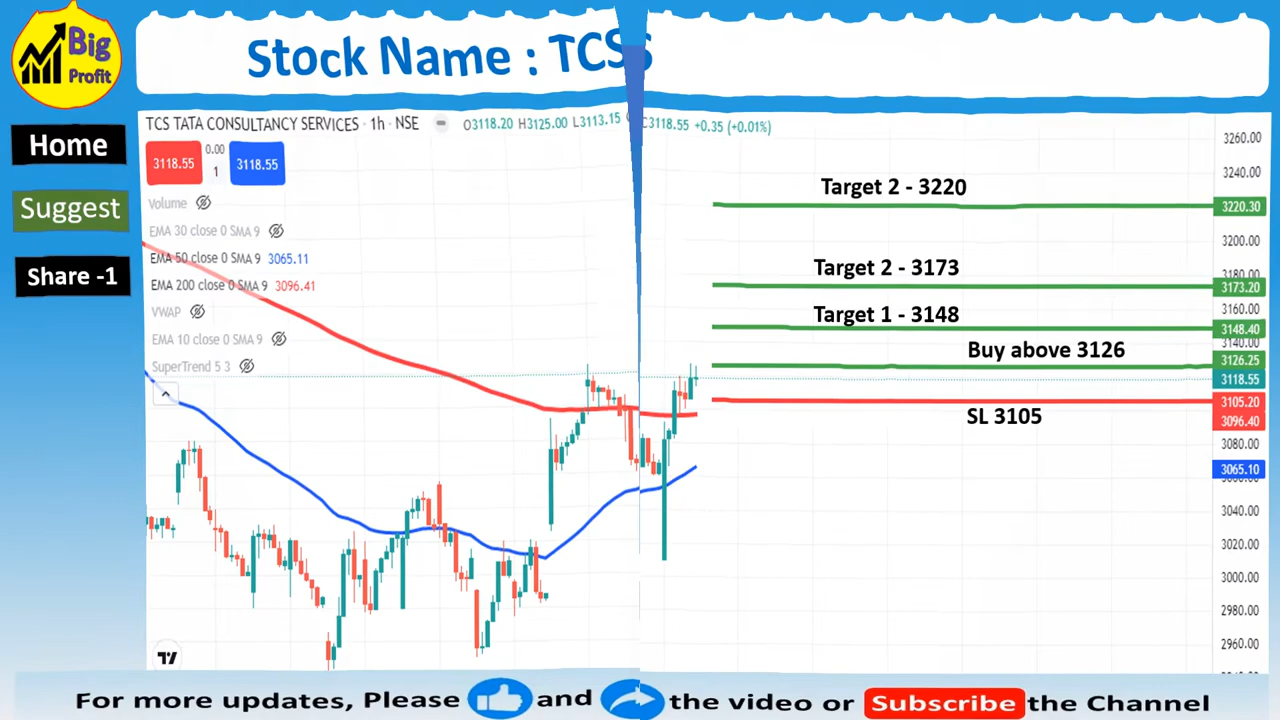 Big
Profit
Stock Name : TCS
Home
Suggest
Share -1
TCS TATA CONSULTANCY SERVICES · 1h · NSE
O3118.20 H3125.00 L3113.15 C3118.55 +0.35 (+0.01%)
3118.55
0.00
1
3118.55
Volume
EMA 30 close 0 SMA 9
EMA 50 close 0 SMA 9 3065.11
EMA 200 close 0 SMA 9 3096.41
VWAP
EMA 10 close 0 SMA 9
SuperTrend 5 3
Target 2 - 3220
Target 2 - 3173
Target 1 - 3148
Buy above 3126
SL 3105
3260.00
3240.00
3220.30
3200.00
3180.00
3173.20
3160.00
3148.40
3140.00
3126.25
3118.55
3105.20
3096.40
3080.00
3065.10
3040.00
3020.00
3000.00
2980.00
2960.00
For more updates, Please and the video or Subscribe the Channel